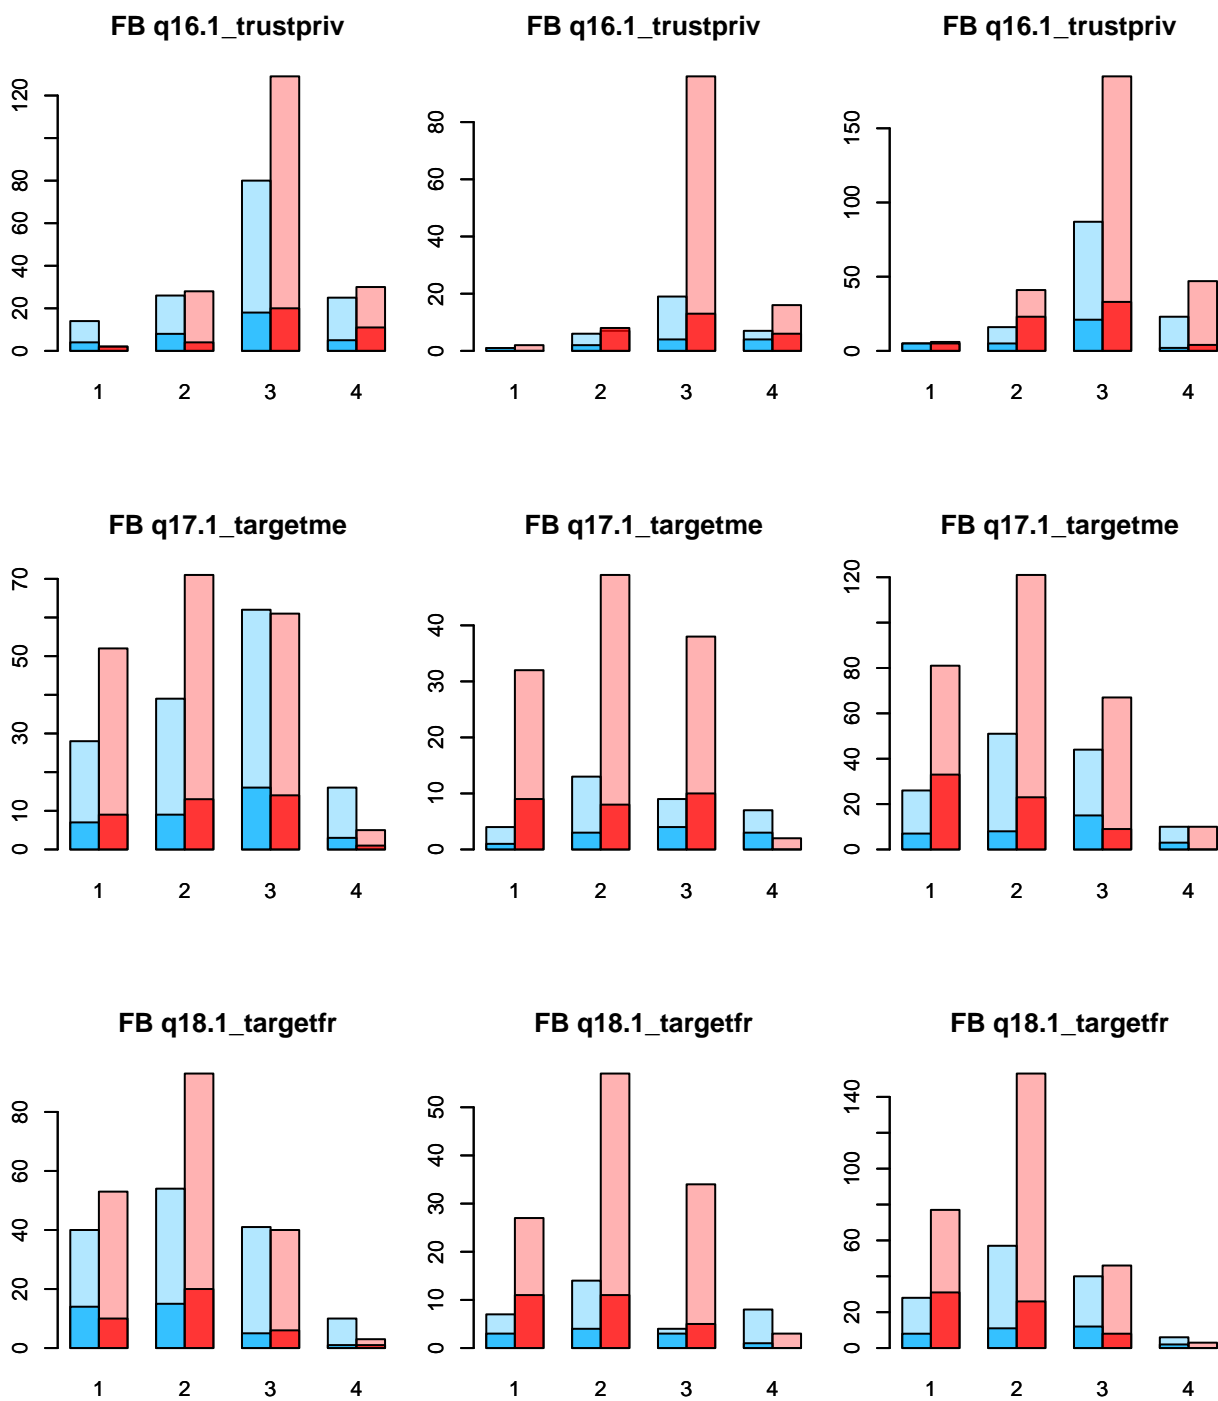 FB q16.1_trustpriv FB q16.1_trustpriv FB q16.1_trustpriv
0 20 40 60 80 120
0 20 40 60 80
0 50 100 150
1 2 3 4 1 2 3 4 1 2 3 4
FB q17.1_targetme FB q17.1_targetme FB q17.1_targetme
0 10 30 50 70
0 10 20 30 40
0 20 40 60 80 120
1 2 3 4 1 2 3 4 1 2 3 4
FB q18.1_targetfr FB q18.1_targetfr FB q18.1_targetfr
0 20 40 60 80
0 10 20 30 40 50
0 20 60 100 140
1 2 3 4 1 2 3 4 1 2 3 4